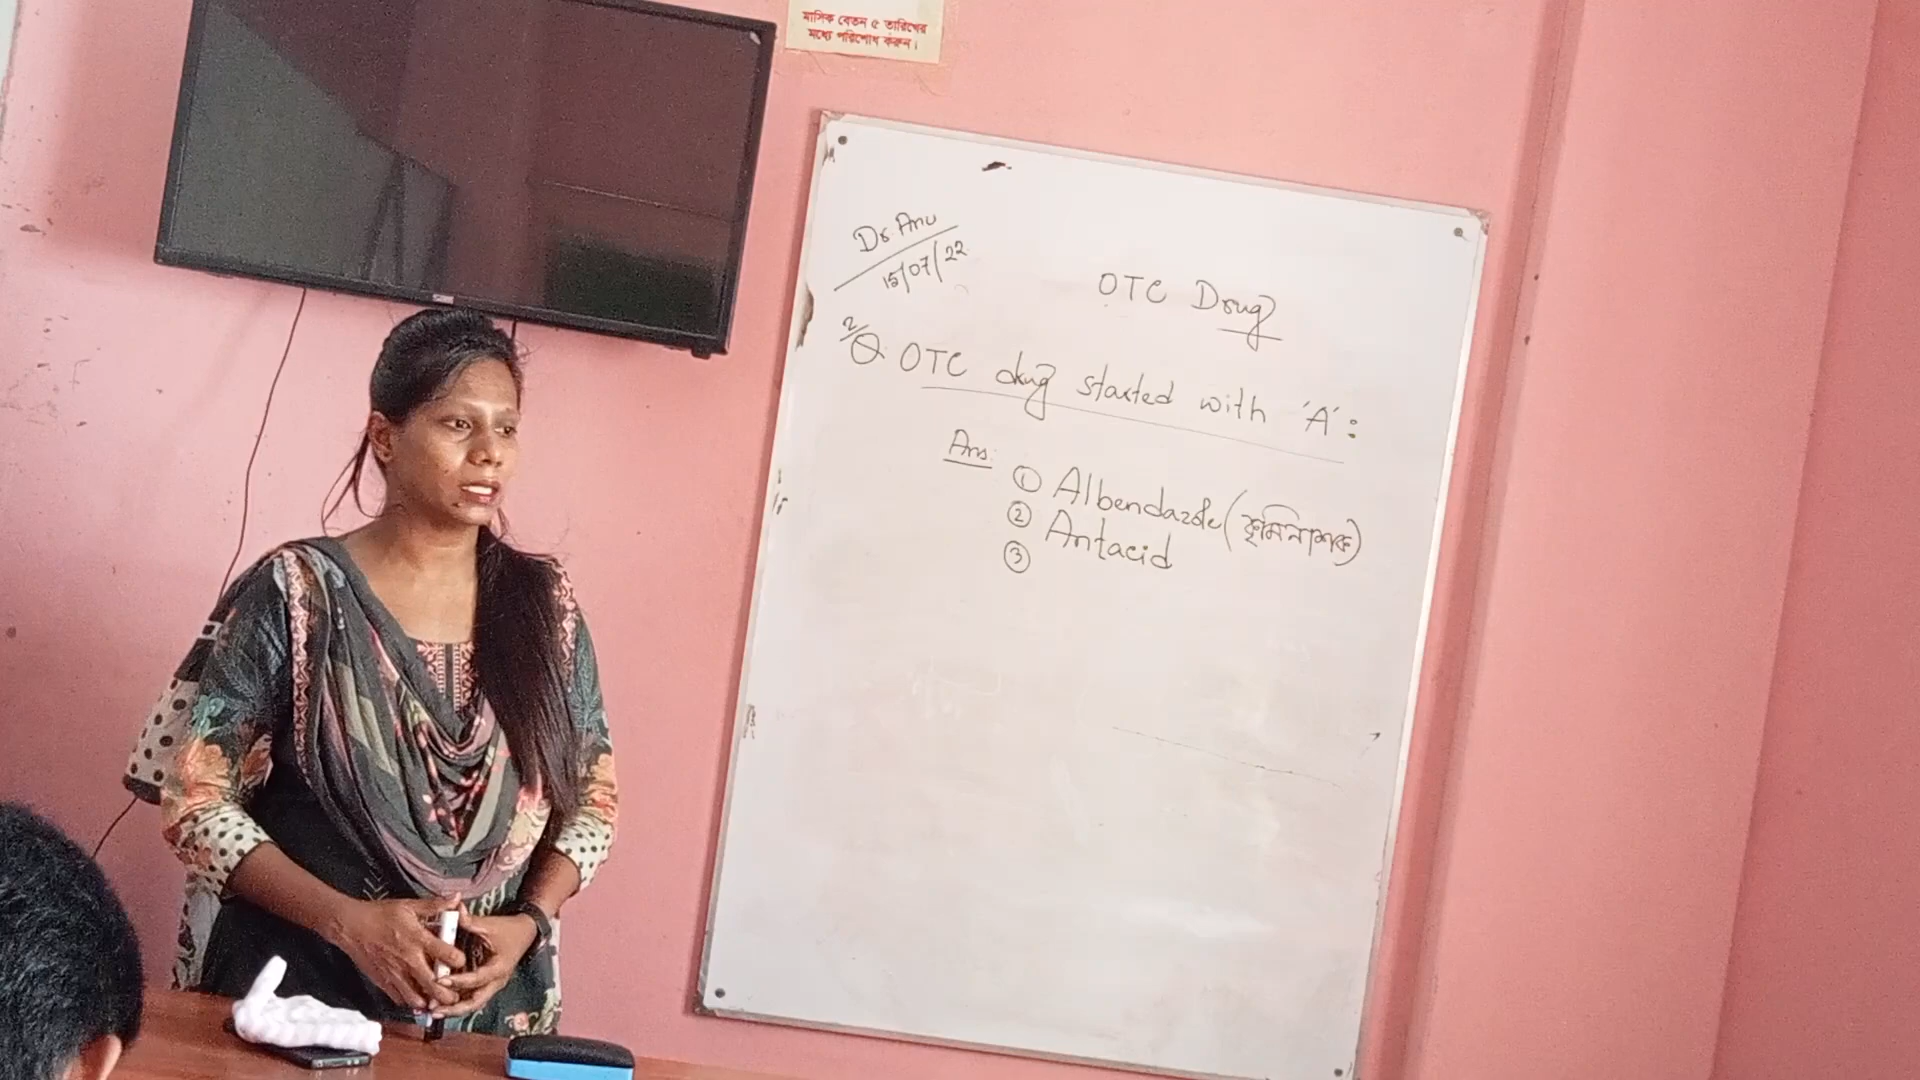 মাসিক বেতন ৫ তারিখের
মধ্যে পরিশোধ করুন।
Dr Anu
15/07/22
OTC Drug
2/Q. OTC drug started with 'A':
Ans:
① Albendazole (কৃমিনাশক)
② Antacid
③